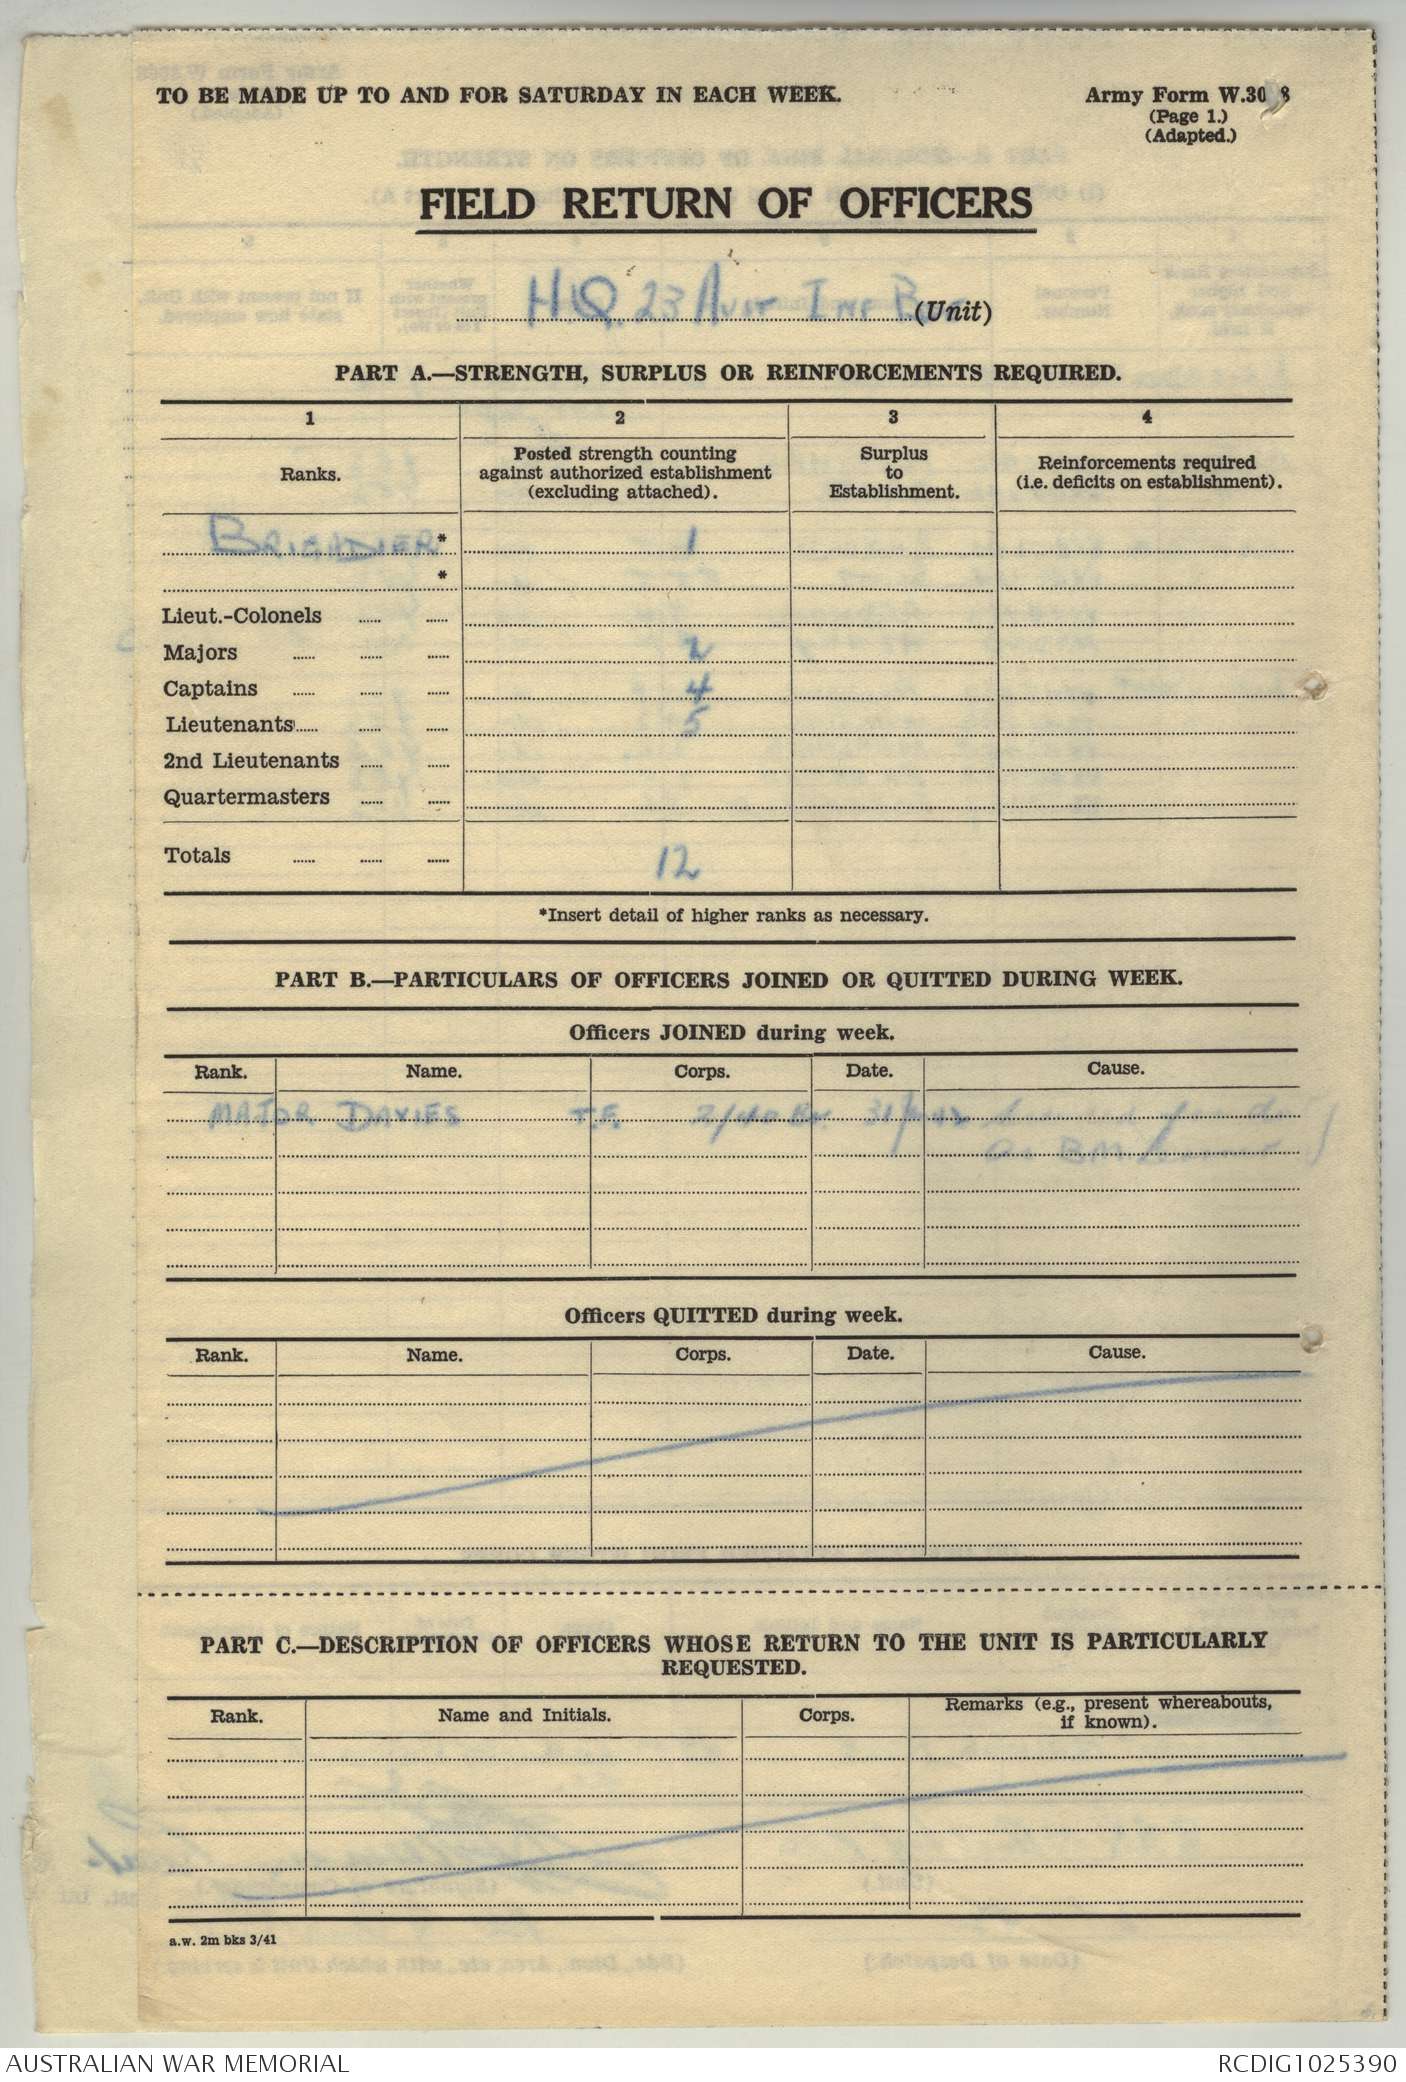 TO BE MADE UP TO AND FOR SATURDAY IN EACH WEEK.
Army Form W.30 8
(Page 1.)
(Adapted.)
FIELD RETURN OF OFFICERS
HQ. 23 Aust Inf B (Unit)
PART A.—STRENGTH, SURPLUS OR REINFORCEMENTS REQUIRED.
1 2 3 4
Ranks. Posted strength counting against authorized establishment (excluding attached). Surplus to Establishment. Reinforcements required (i.e. deficits on establishment).
BRIGADIER * 1
*
Lieut.-Colonels
Majors 2
Captains 4
Lieutenants 5
2nd Lieutenants
Quartermasters
Totals 12
*Insert detail of higher ranks as necessary.
PART B.—PARTICULARS OF OFFICERS JOINED OR QUITTED DURING WEEK.
Officers JOINED during week.
Rank. Name. Corps. Date. Cause.
MAJOR DAVIES T.F. 2/40 Bn
as BM
Officers QUITTED during week.
Rank. Name. Corps. Date. Cause.
PART C.—DESCRIPTION OF OFFICERS WHOSE RETURN TO THE UNIT IS PARTICULARLY
REQUESTED.
Rank. Name and Initials. Corps. Remarks (e.g., present whereabouts, if known).
a.w. 2m bks 3/41
AUSTRALIAN WAR MEMORIAL RCDIG1025390